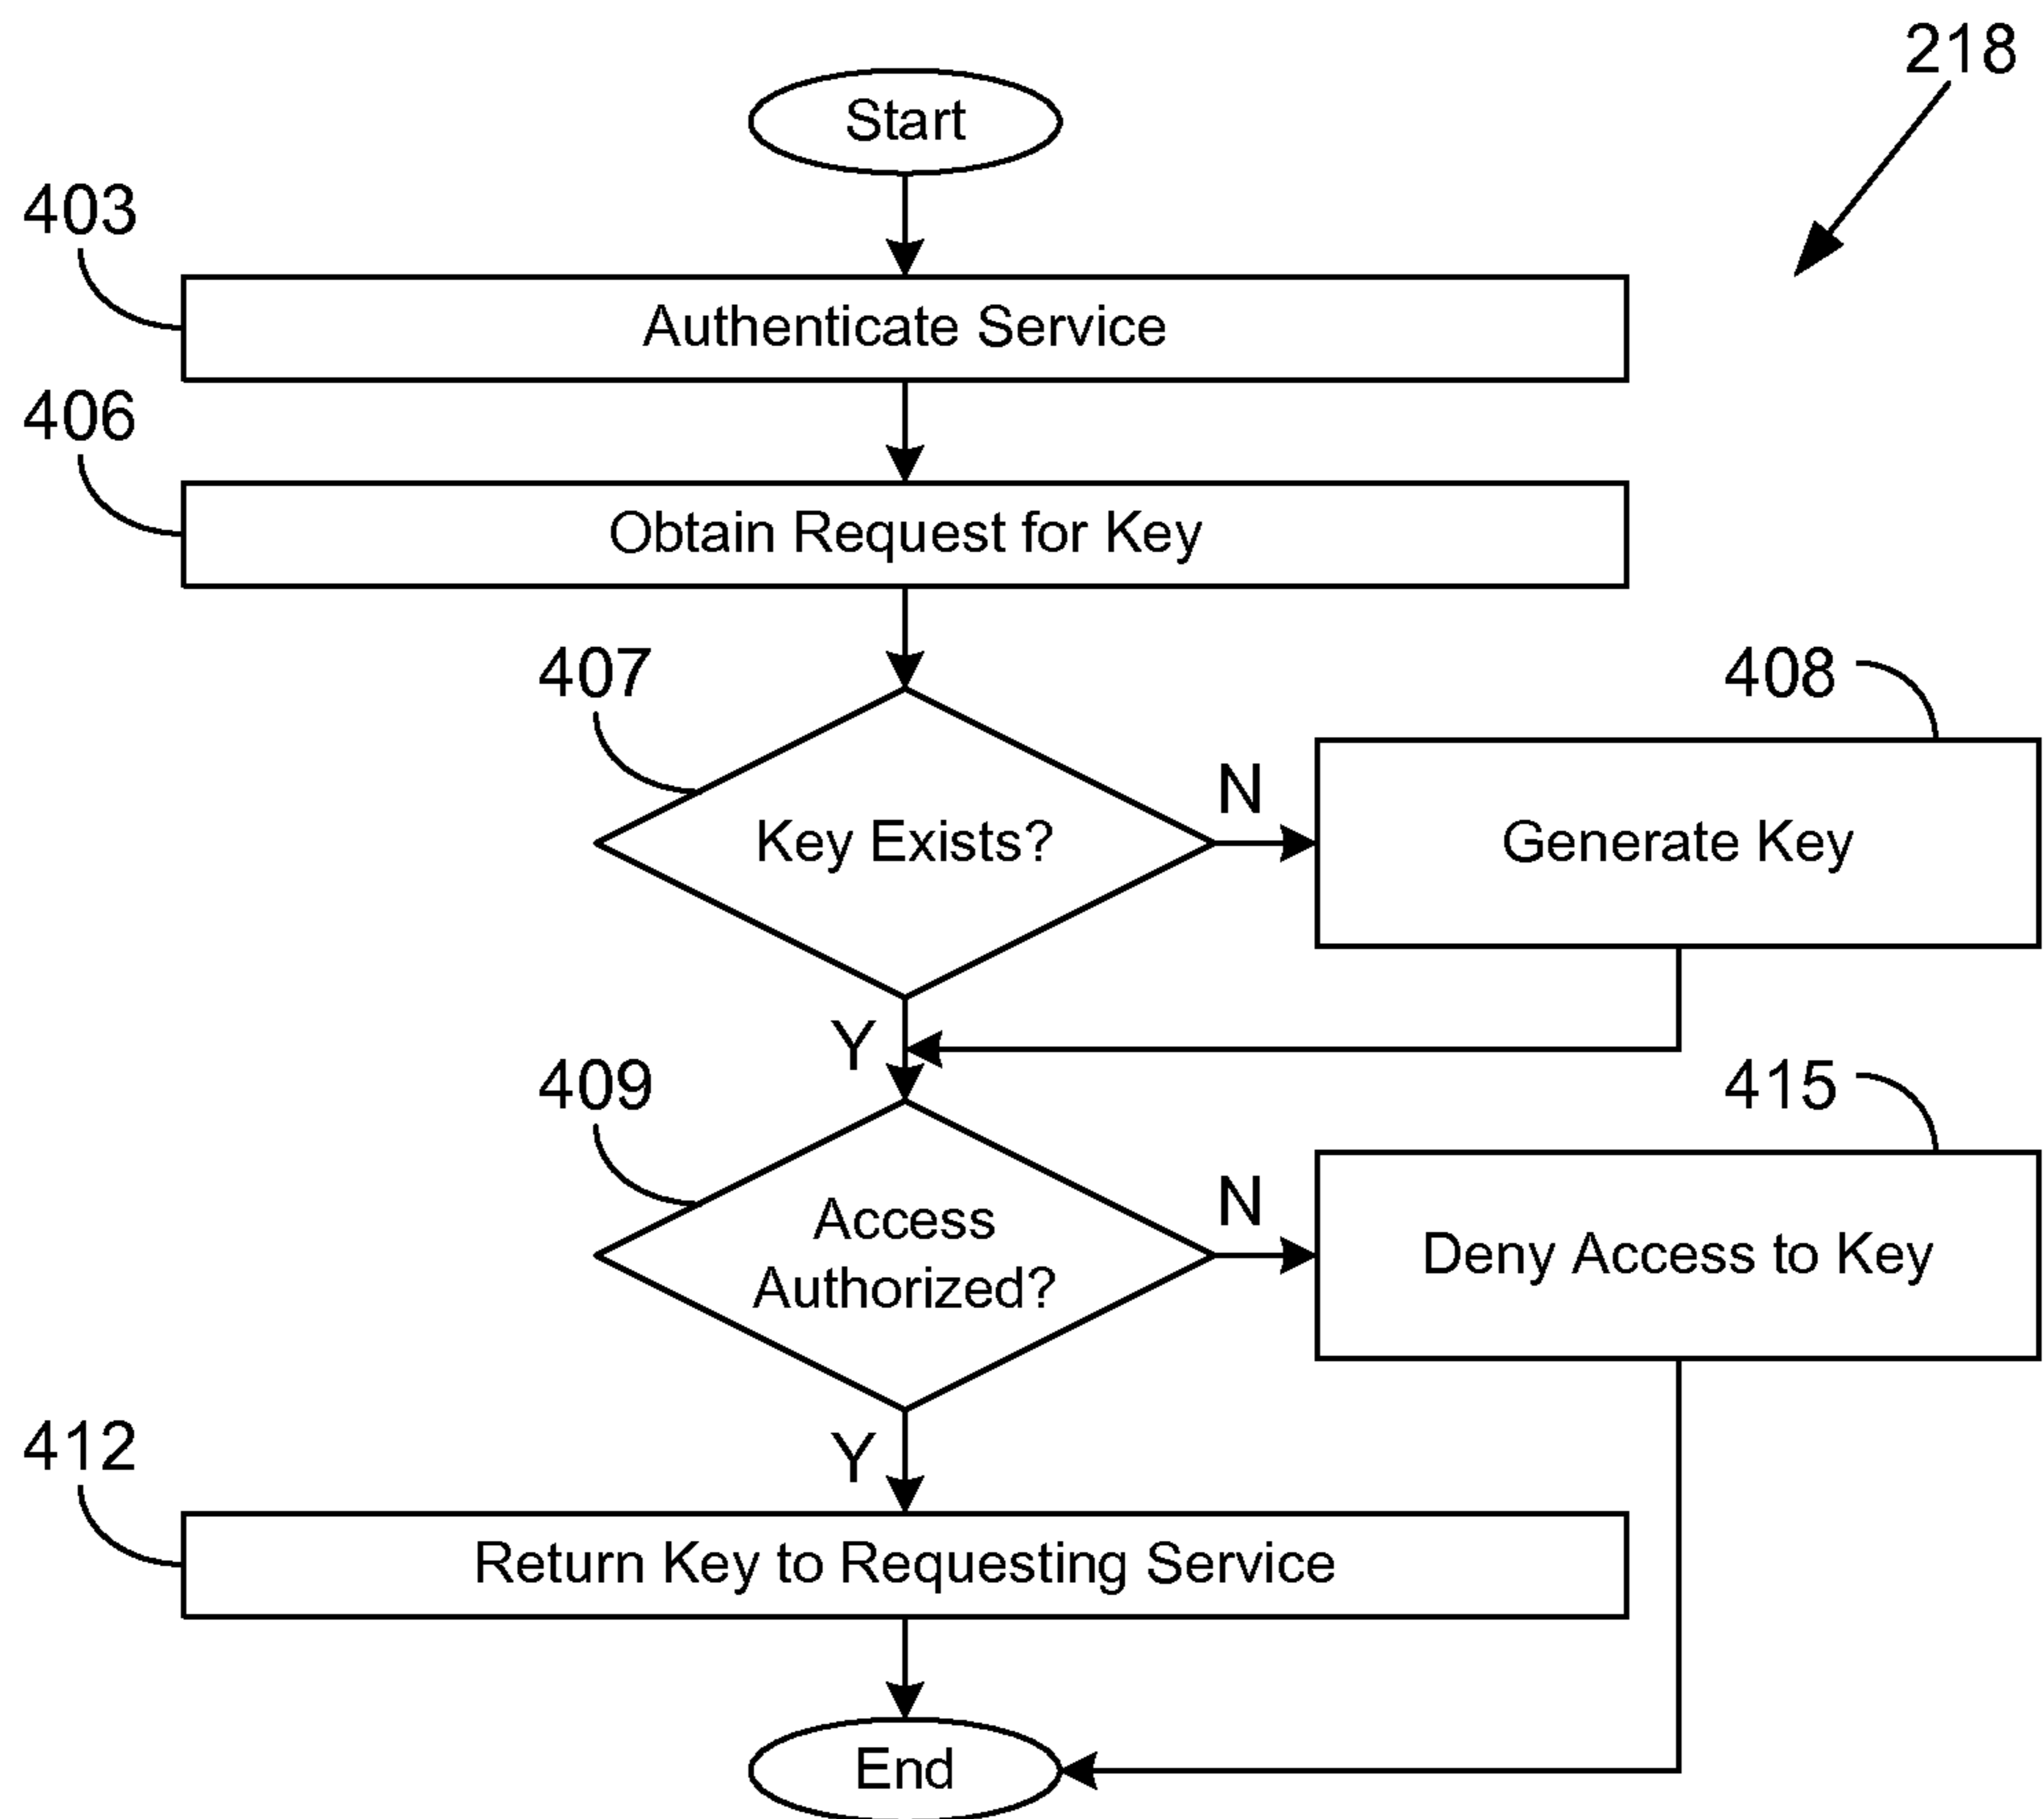 218
Start
403
Authenticate Service
406
Obtain Request for Key
407
408
N
Key Exists?
Generate Key
Y
409
415
N
Access
Authorized?
Deny Access to Key
412
Y
Return Key to Requesting Service
End